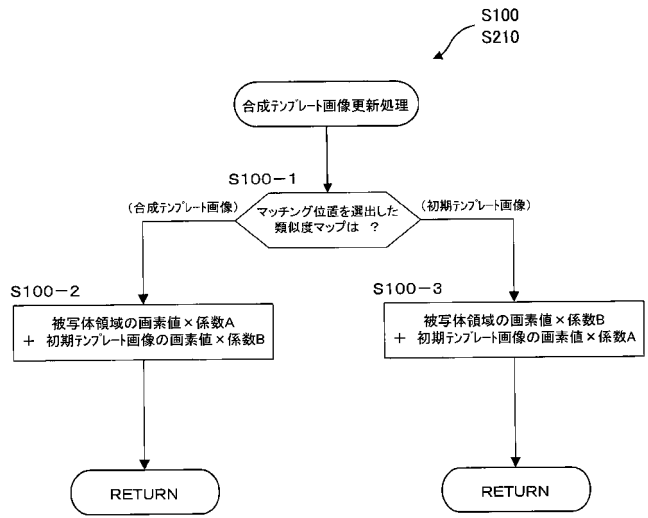 S100
S210
合成テンプレート画像更新処理
S100-1
(合成テンプレート画像)
マッチング位置を選出した
類似度マップは ?
(初期テンプレート画像)
S100-2
被写体領域の画素値×係数A
+ 初期テンプレート画像の画素値×係数B
S100-3
被写体領域の画素値×係数B
+ 初期テンプレート画像の画素値×係数A
RETURN
RETURN